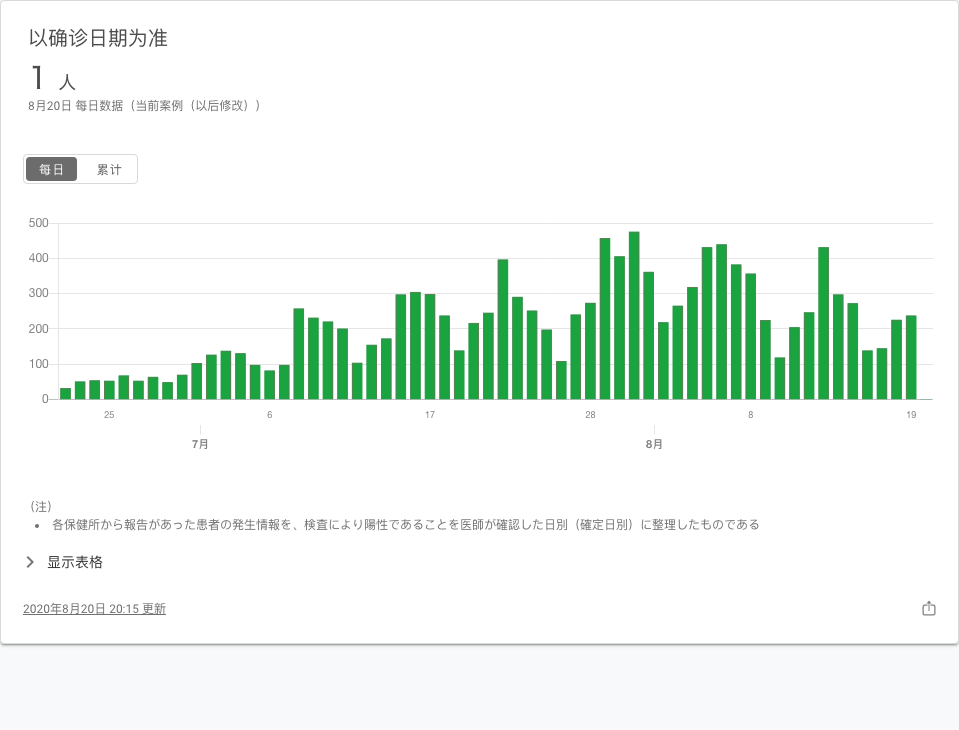 以确诊日期为准
1 人
8月20日 每日数据（当前案例（以后修改））
每日 累计
500
400
300
200
100
0
25 6 17 28 8 19
7月 8月
（注）
• 各保健所から報告があった患者の発生情報を、検査により陽性であることを医師が確認した日別（確定日別）に整理したものである
显示表格
2020年8月20日 20:15 更新